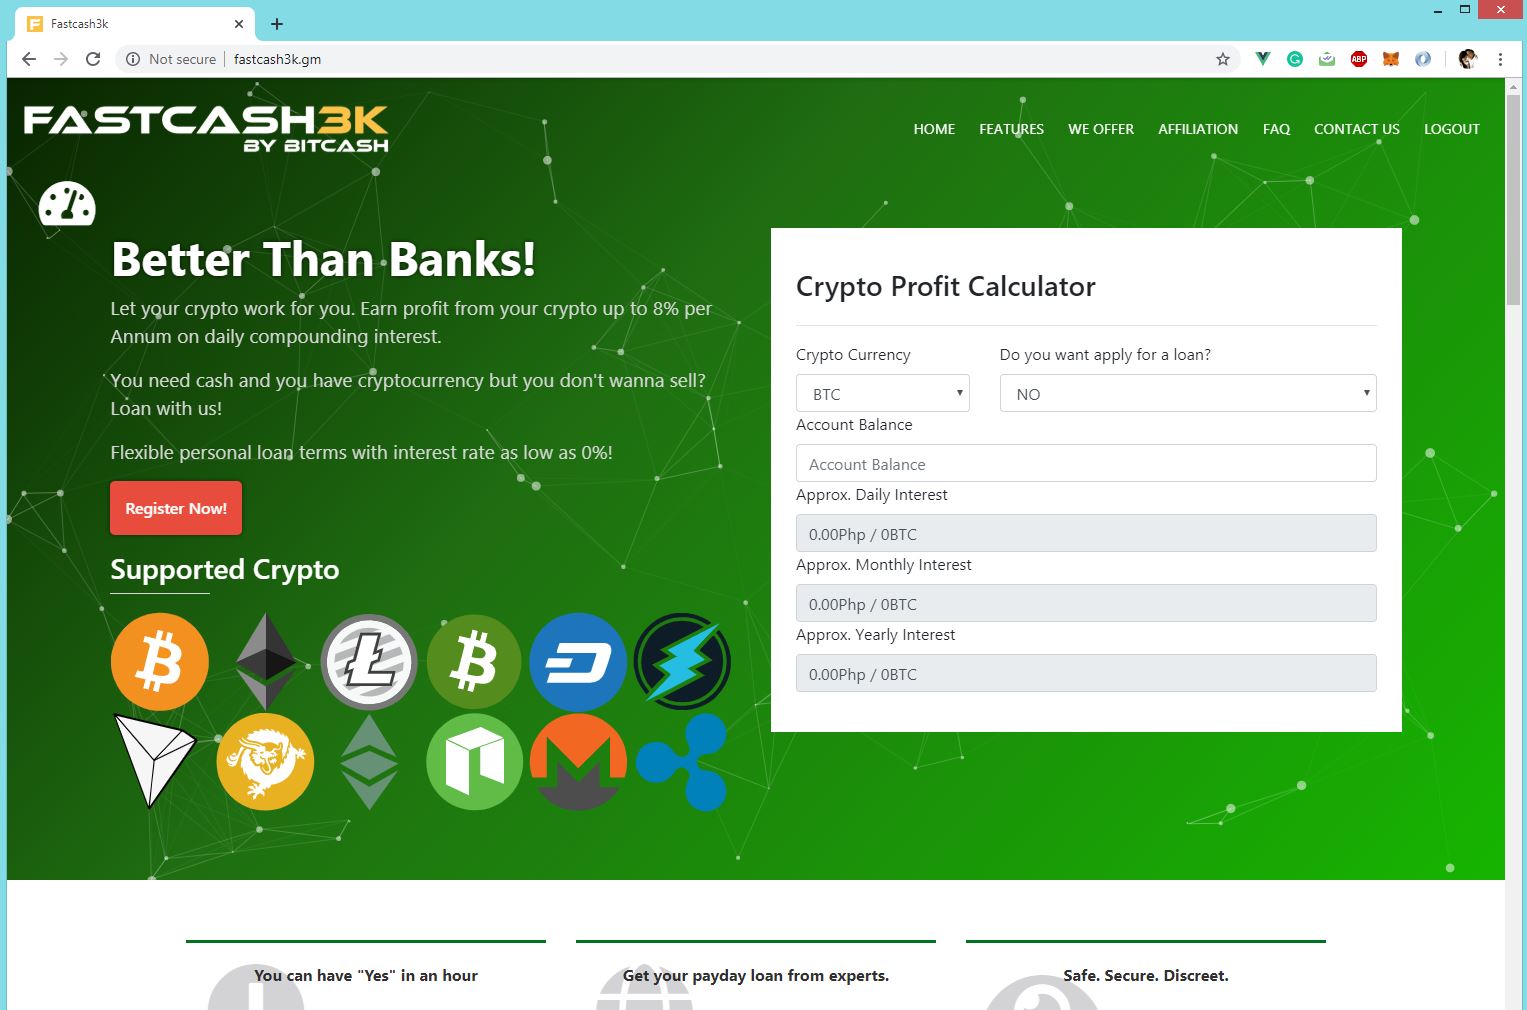 Fastcash3k
Not secure | fastcash3k.gm
ABP
FASTCASH3K
BY BITCASH
HOME FEATURES WE OFFER AFFILIATION FAQ CONTACT US LOGOUT
Better Than Banks!
Let your crypto work for you. Earn profit from your crypto up to 8% per
Annum on daily compounding interest.
You need cash and you have cryptocurrency but you don't wanna sell?
Loan with us!
Flexible personal loan terms with interest rate as low as 0%!
Register Now!
Supported Crypto
Crypto Profit Calculator
Crypto Currency Do you want apply for a loan?
BTC NO
Account Balance
Account Balance
Approx. Daily Interest
0.00Php / 0BTC
Approx. Monthly Interest
0.00Php / 0BTC
Approx. Yearly Interest
0.00Php / 0BTC
You can have "Yes" in an hour
Get your payday loan from experts.
Safe. Secure. Discreet.